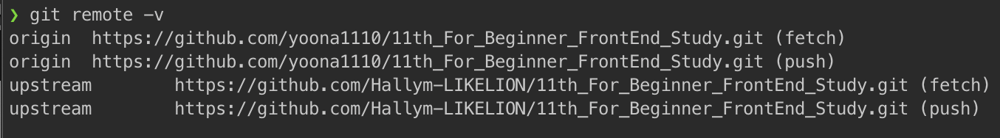 ❯ git remote -v
origin	https://github.com/yoona1110/11th_For_Beginner_FrontEnd_Study.git (fetch)
origin	https://github.com/yoona1110/11th_For_Beginner_FrontEnd_Study.git (push)
upstream	https://github.com/Hallym-LIKELION/11th_For_Beginner_FrontEnd_Study.git (fetch)
upstream	https://github.com/Hallym-LIKELION/11th_For_Beginner_FrontEnd_Study.git (push)